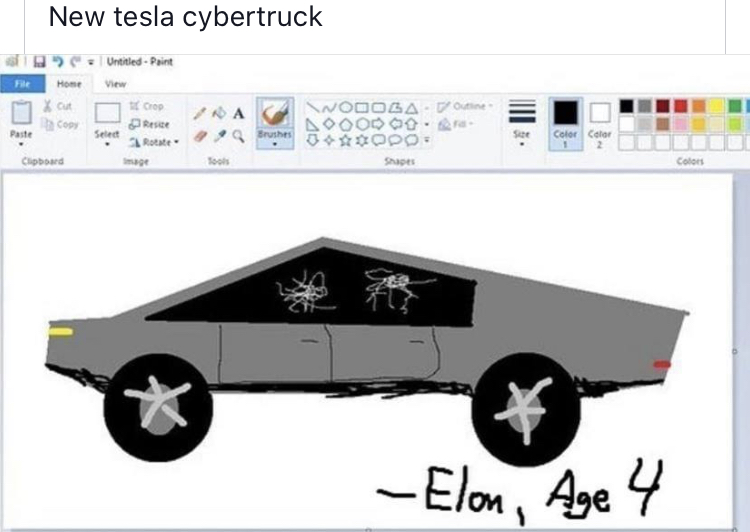 New tesla cybertruck
Untitled - Paint
File Home View
Cut
Copy
Paste
Clipboard
Crop
Resize
Rotate
Select
Image
A
Tools
Brushes
Outline
Fill
Shapes
Size
Color
1
Color
2
Colors
- Elon, Age 4